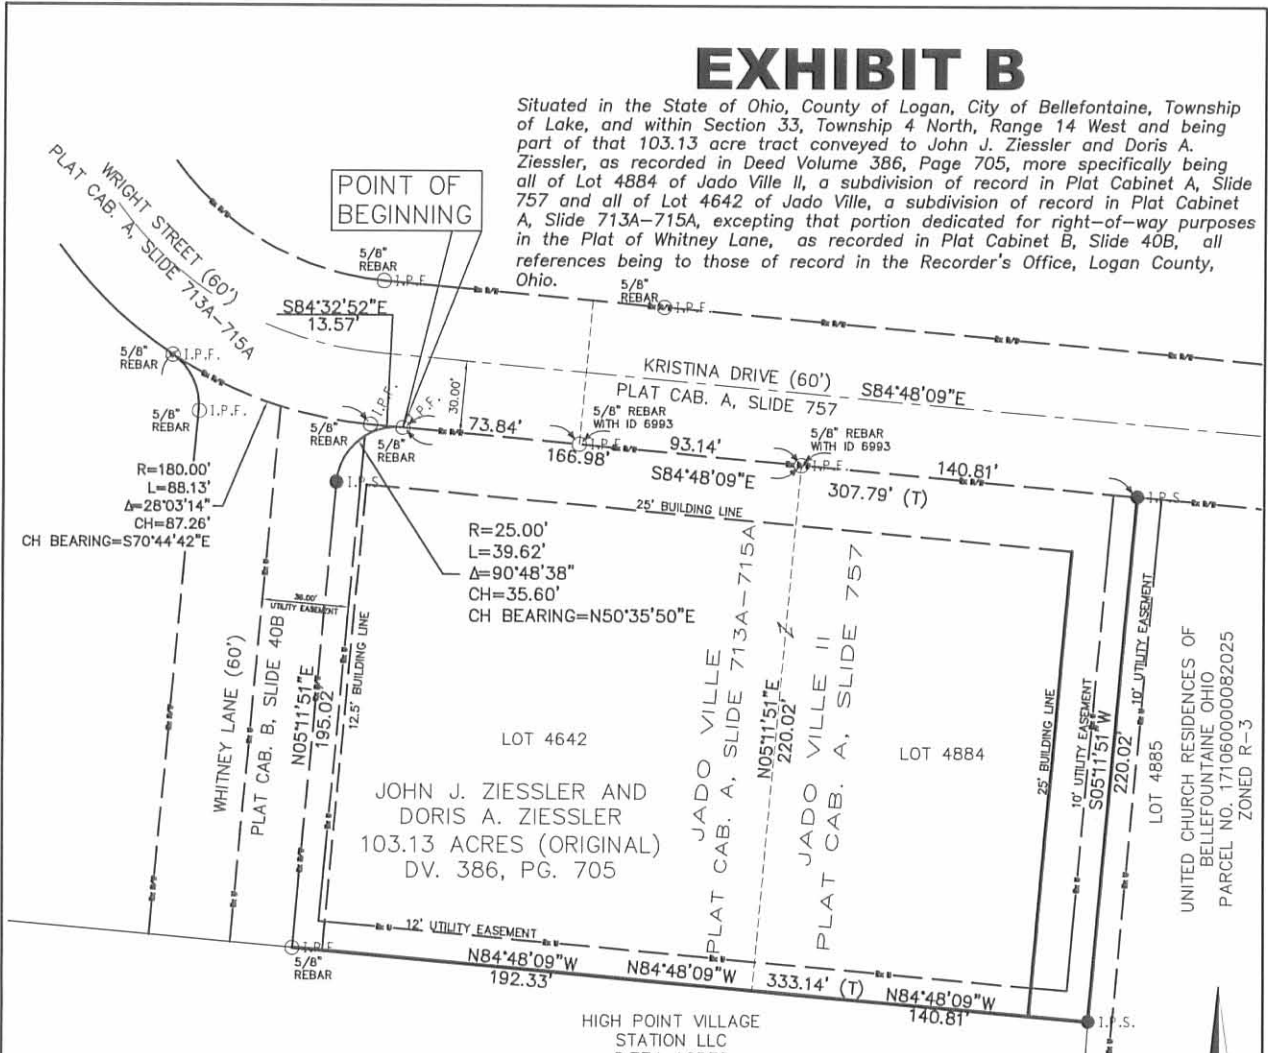 EXHIBIT B
Situated in the State of Ohio, County of Logan, City of Bellefontaine, Township
of Lake, and within Section 33, Township 4 North, Range 14 West and being
part of that 103.13 acre tract conveyed to John J. Ziessler and Doris A.
Ziessler, as recorded in Deed Volume 386, Page 705, more specifically being
all of Lot 4884 of Jado Ville II, a subdivision of record in Plat Cabinet A, Slide
757 and all of Lot 4642 of Jado Ville, a subdivision of record in Plat Cabinet
A, Slide 713A-715A, excepting that portion dedicated for right-of-way purposes
in the Plat of Whitney Lane, as recorded in Plat Cabinet B, Slide 40B, all
references being to those of record in the Recorder's Office, Logan County,
Ohio.
WRIGHT STREET (60')
PLAT CAB. A, SLIDE 713A-715A
POINT OF
BEGINNING
5/8"
REBAR
I.P.F.
5/8"
REBAR
I.P.F.
S84°32'52"E
13.57'
5/8"
REBAR
I.P.F.
5/8"
REBAR
I.P.F.
KRISTINA DRIVE (60')
PLAT CAB. A, SLIDE 757
S84°48'09"E
30.00'
5/8"
REBAR
I.P.F.
5/8"
REBAR
73.84'
5/8" REBAR
WITH ID 6993
I.P.F.
166.98'
93.14'
S84°48'09"E
5/8" REBAR
WITH ID 6993
I.P.F.
140.81'
307.79' (T)
I.P.S.
R=180.00'
L=88.13'
Δ=28°03'14"
CH=87.26'
CH BEARING=S70°44'42"E
I.P.S.
25' BUILDING LINE
R=25.00'
L=39.62'
Δ=90°48'38"
CH=35.60'
CH BEARING=N50°35'50"E
36.00'
UTILITY EASEMENT
12.5' BUILDING LINE
WHITNEY LANE (60')
PLAT CAB. B, SLIDE 40B
N05°11'51"E
195.02'
LOT 4642
JOHN J. ZIESSLER AND
DORIS A. ZIESSLER
103.13 ACRES (ORIGINAL)
DV. 386, PG. 705
JADO VILLE
PLAT CAB. A, SLIDE 713A-715A
N05°11'51"E
220.02'
JADO VILLE II
PLAT CAB. A, SLIDE 757
LOT 4884
25' BUILDING LINE
10' UTILITY EASEMENT
S05°11'51"W
220.02'
10' UTILITY EASEMENT
LOT 4885
UNITED CHURCH RESIDENCES OF
BELLEFOUNTAINE OHIO
PARCEL NO. 171060000082025
ZONED R-3
12' UTILITY EASEMENT
I.P.F.
5/8"
REBAR
N84°48'09"W
192.33'
N84°48'09"W
333.14' (T)
N84°48'09"W
140.81'
I.P.S.
HIGH POINT VILLAGE
STATION LLC